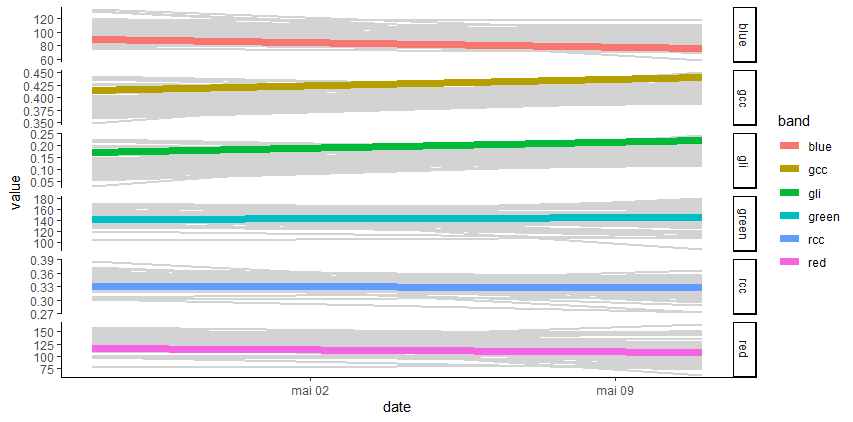 120
100
80
60
blue
0.450
0.425
0.400
0.375
0.350
gcc
0.25
0.20
0.15
0.10
0.05
gli
180
160
140
120
100
green
0.39
0.36
0.33
0.30
0.27
rcc
150
125
100
75
red
mai 02
mai 09
date
value
band
blue
gcc
gli
green
rcc
red